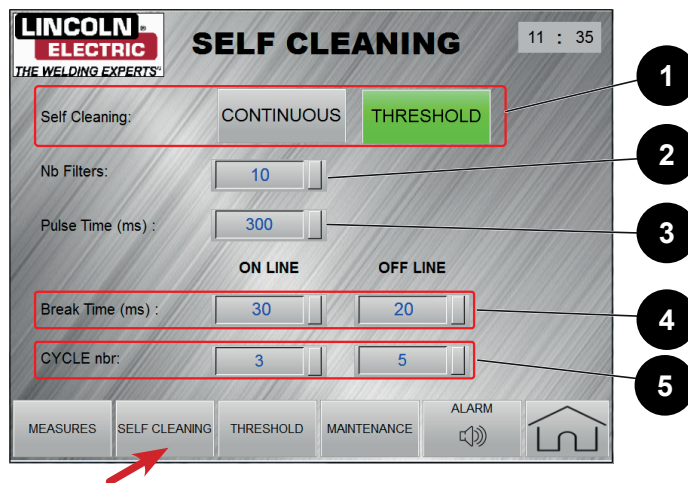 LINCOLN ®
ELECTRIC
THE WELDING EXPERTS®
SELF CLEANING
11 : 35
1
Self Cleaning:
CONTINUOUS
THRESHOLD
2
Nb Filters:
10
3
Pulse Time (ms) :
300
ON LINE
OFF LINE
4
Break Time (ms) :
30
20
5
CYCLE nbr:
3
5
MEASURES
SELF CLEANING
THRESHOLD
MAINTENANCE
ALARM